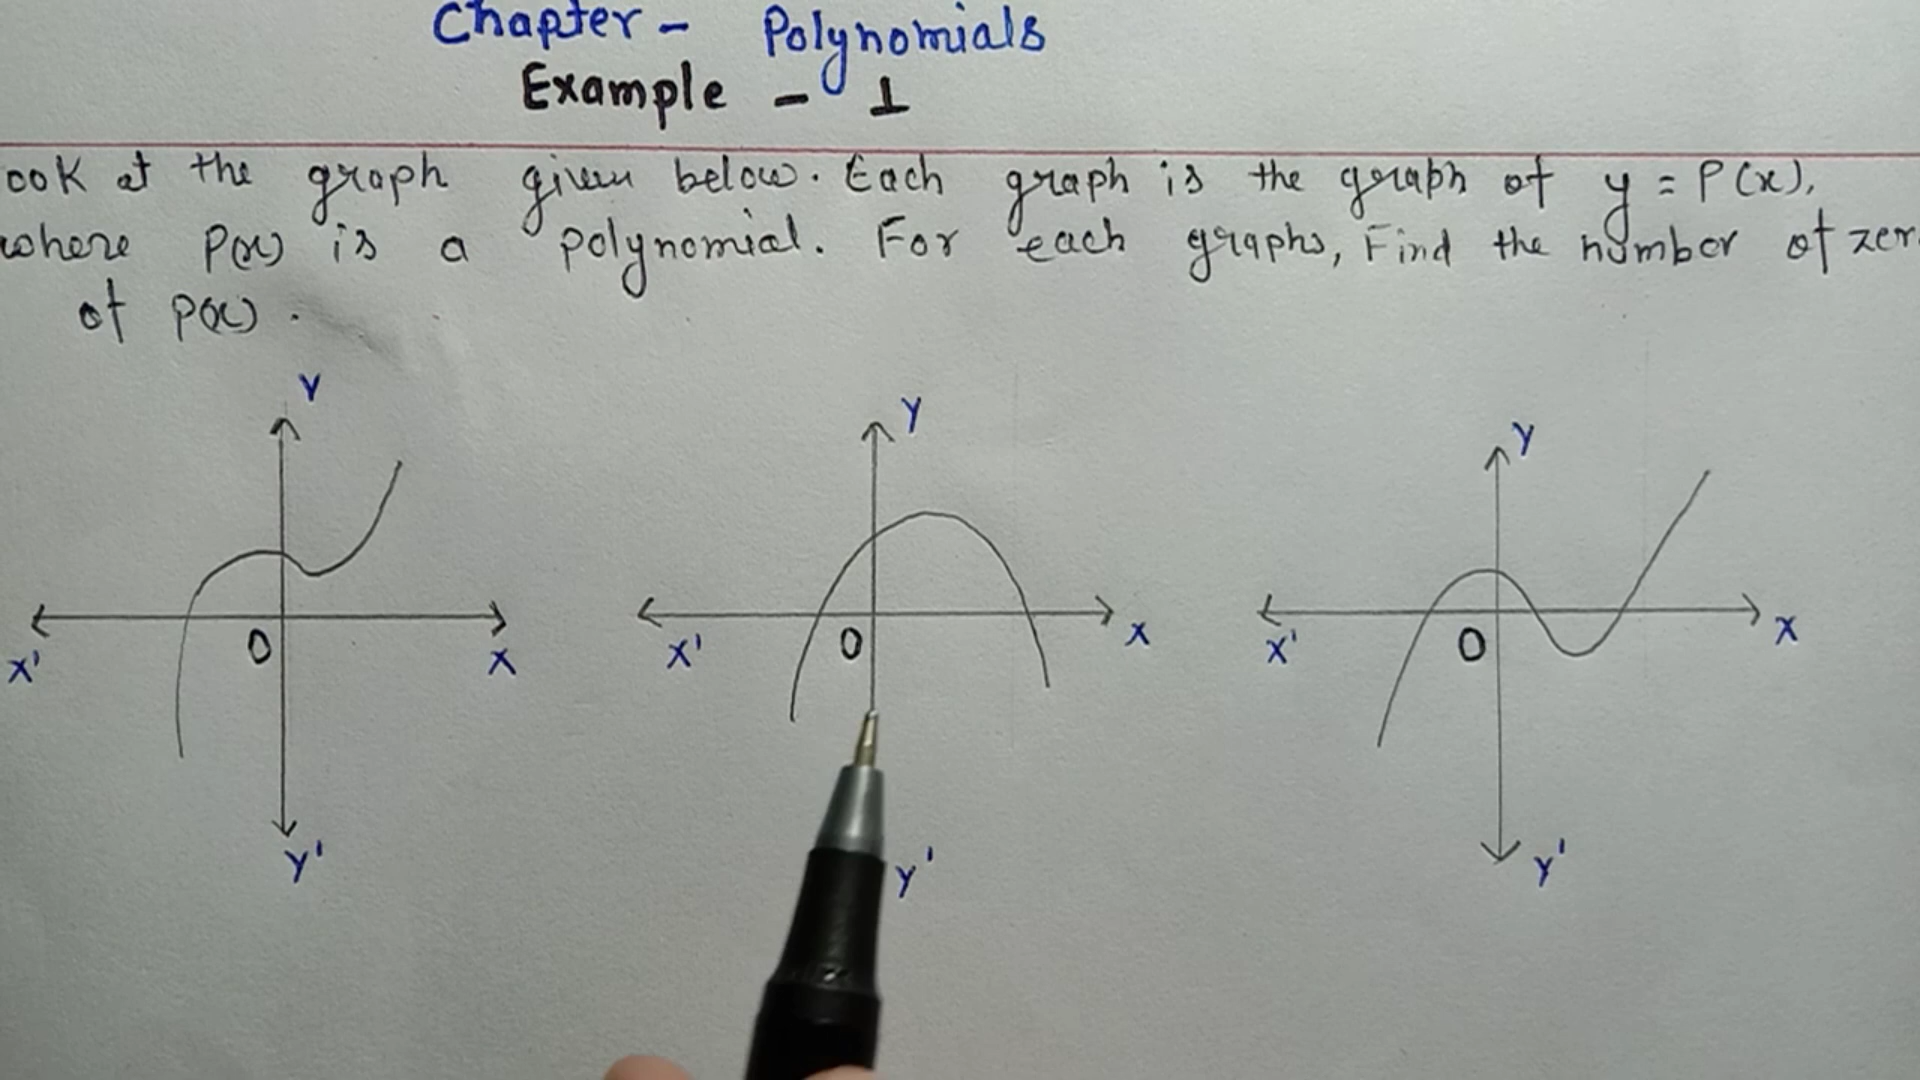 Chapter - Polynomials
Example - 1
ook at the graph given below. Each graph is the graph of y = P(x),
where P(x) is a polynomial. For each graphs, Find the number of zer
of P(x).
Y
Y
Y
O
O
O
X'
X
X'
X
X'
X
Y'
Y'
Y'